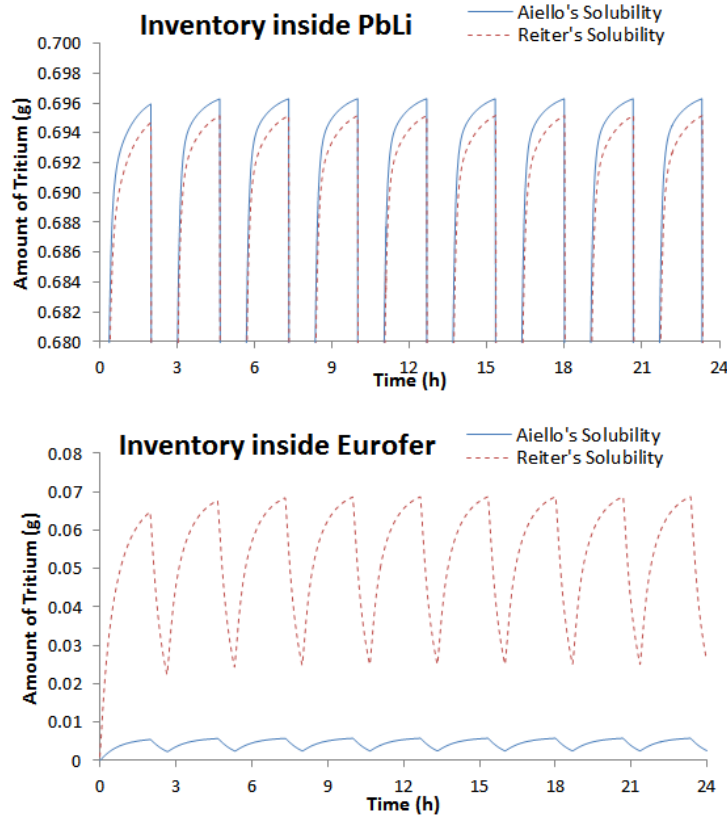 Inventory inside PbLi
Aiello's Solubility
Reiter's Solubility
Amount of Tritium (g)
0.700
0.698
0.696
0.694
0.692
0.690
0.688
0.686
0.684
0.682
0.680
0 3 6 9 12 15 18 21 24
Time (h)
Inventory inside Eurofer
Aiello's Solubility
Reiter's Solubility
Amount of Tritium (g)
0.08
0.07
0.06
0.05
0.04
0.03
0.02
0.01
0
0 3 6 9 12 15 18 21 24
Time (h)